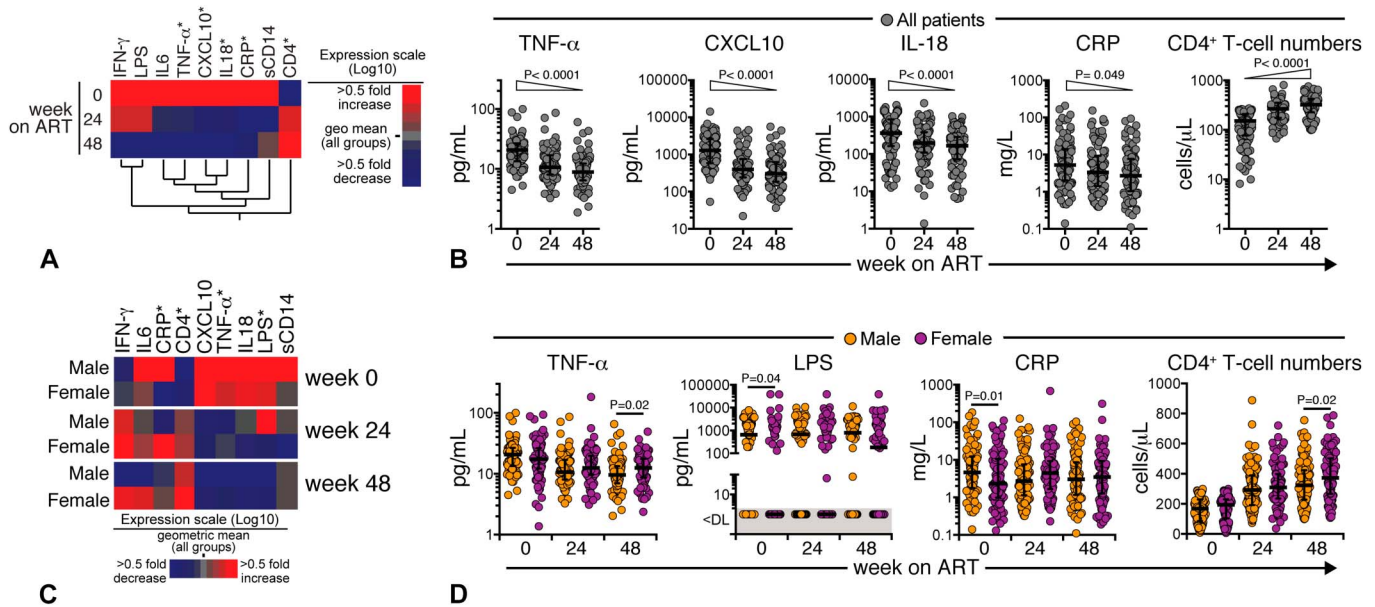 A
IFN-γ LPS IL6 TNF-α* CXCL10* IL18* CRP* sCD14 CD4*
week
on ART
0
24
48
Expression scale
(Log10)
>0.5 fold
increase
geo mean
(all groups)
>0.5 fold
decrease
B
All patients
TNF-α CXCL10 IL-18 CRP CD4⁺ T-cell numbers
P< 0.0001 P< 0.0001 P< 0.0001 P= 0.049 P< 0.0001
pg/mL
100
10
1
0 24 48
pg/mL
100000
10000
1000
100
10
0 24 48
pg/mL
10000
1000
100
10
1
0 24 48
mg/L
1000
100
10
1
0.1
0 24 48
cells/μL
1000
100
10
1
0 24 48
week on ART
C
IFN-γ IL6 CRP* CD4* CXCL10 TNF-α* IL18 LPS* sCD14
Male
Female
week 0
Male
Female
week 24
Male
Female
week 48
Expression scale (Log10)
geometric mean
(all groups)
>0.5 fold
decrease
>0.5 fold
increase
D
Male Female
TNF-α LPS CRP CD4⁺ T-cell numbers
pg/mL
100
10
1
P=0.02
0 24 48
pg/mL
100000
10000
1000
100
<DL
P=0.04
0 24 48
mg/L
1000
100
10
1
0.1
P=0.01
0 24 48
cells/μL
1000
800
600
400
200
0
P=0.02
0 24 48
week on ART